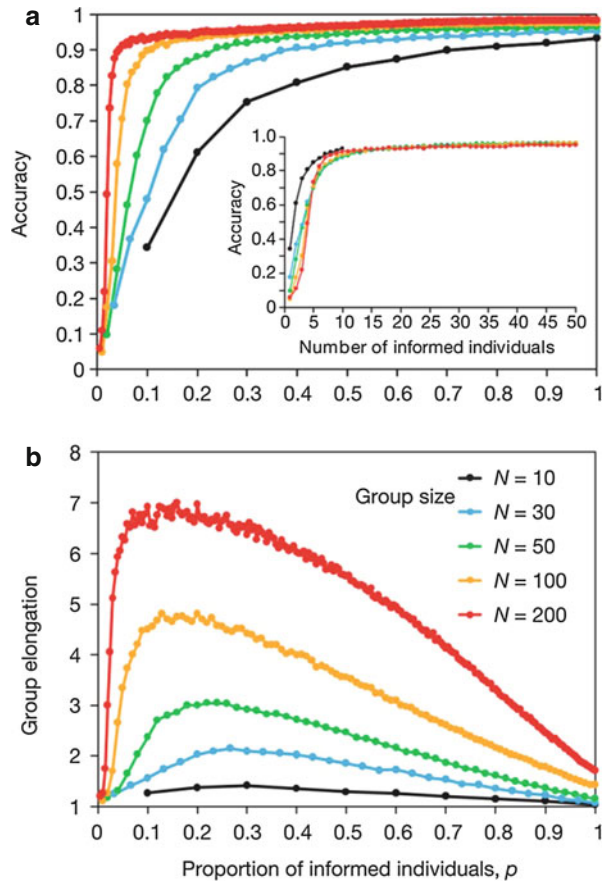 a
1
0.9
0.8
0.7
0.6
0.5
0.4
0.3
0.2
0.1
0
Accuracy
0 0.1 0.2 0.3 0.4 0.5 0.6 0.7 0.8 0.9 1
1.0
0.8
0.6
0.4
0.2
0
Accuracy
0 5 10 15 20 25 30 35 40 45 50
Number of informed individuals
b
8
7
6
5
4
3
2
1
Group elongation
Group size
N = 10
N = 30
N = 50
N = 100
N = 200
0 0.1 0.2 0.3 0.4 0.5 0.6 0.7 0.8 0.9 1
Proportion of informed individuals, p